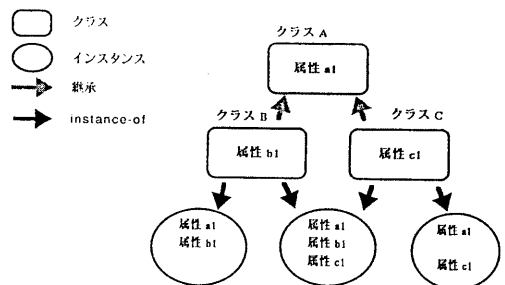 クラス
インスタンス
継承
instance-of
クラス A
属性 a1
クラス B
属性 b1
クラス C
属性 c1
属性 a1
属性 b1
属性 a1
属性 b1
属性 c1
属性 a1
属性 c1